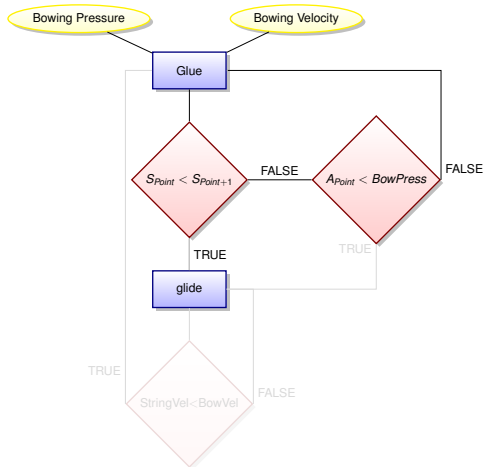 Bowing Pressure
Bowing Velocity
Glue
S_Point < S_Point+1
FALSE
A_Point < BowPress
FALSE
TRUE
TRUE
glide
TRUE
FALSE
StringVel<BowVel